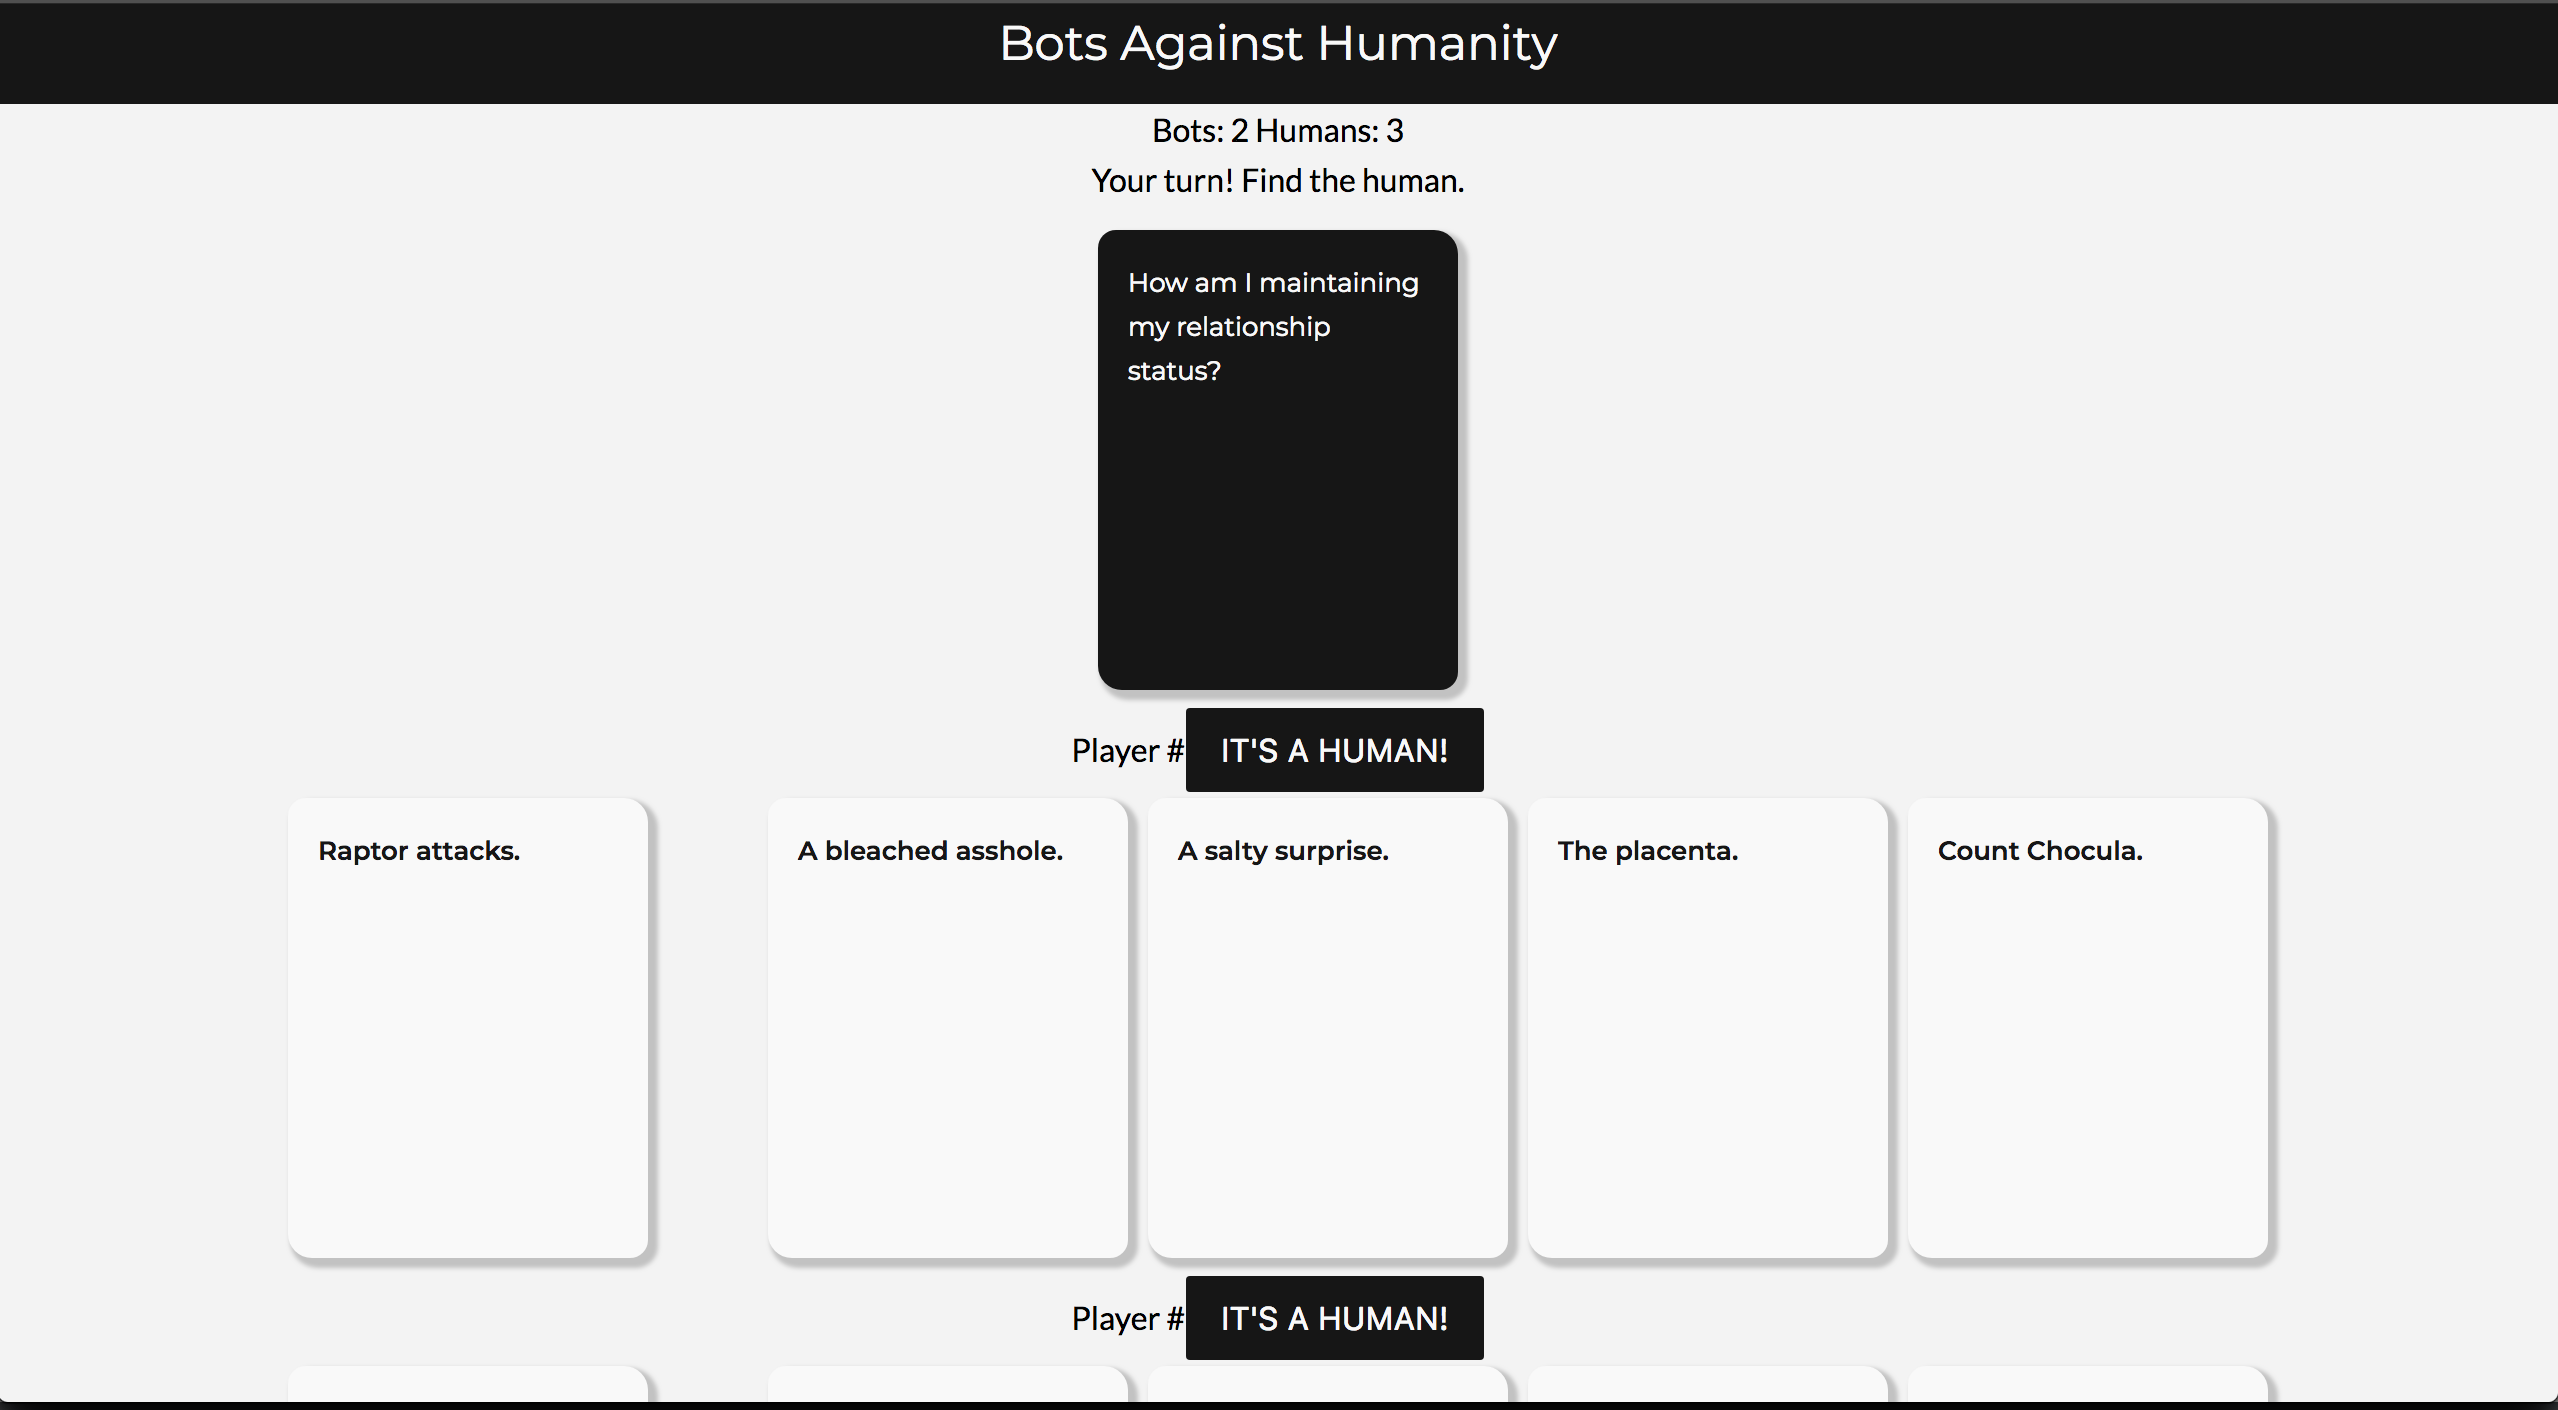 Bots Against Humanity
Bots: 2 Humans: 3
Your turn! Find the human.
How am I maintaining
my relationship
status?
Player # IT'S A HUMAN!
Raptor attacks.
A bleached asshole.
A salty surprise.
The placenta.
Count Chocula.
Player # IT'S A HUMAN!